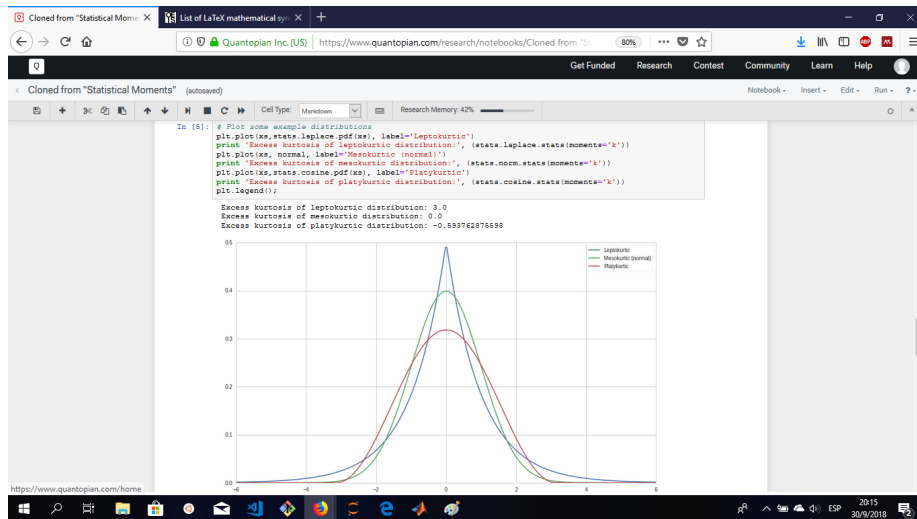 Cloned from "Statistical Mome
List of LaTeX mathematical sym
Quantopian Inc. (US)
https://www.quantopian.com/research/notebooks/Cloned from "S
80%
Q
Get Funded Research Contest Community Learn Help
Cloned from "Statistical Moments" (autosaved)
Notebook Insert Edit Run ?
Cell Type: Markdown
Research Memory: 42%
In [5]: # Plot some example distributions
plt.plot(xs,stats.laplace.pdf(xs), label='Leptokurtic')
print 'Excess kurtosis of leptokurtic distribution:', (stats.laplace.stats(moments='k'))
plt.plot(xs, normal, label='Mesokurtic (normal)')
print 'Excess kurtosis of mesokurtic distribution:', (stats.norm.stats(moments='k'))
plt.plot(xs,stats.cosine.pdf(xs), label='Platykurtic')
print 'Excess kurtosis of platykurtic distribution:', (stats.cosine.stats(moments='k'))
plt.legend();
Excess kurtosis of leptokurtic distribution: 3.0
Excess kurtosis of mesokurtic distribution: 0.0
Excess kurtosis of platykurtic distribution: -0.593762875598
0.5
Leptokurtic
Mesokurtic (normal)
Platykurtic
0.4
0.3
0.2
0.1
0.0
-6 -4 -2 0 2 4 6
https://www.quantopian.com/home
ESP
20:15
30/9/2018